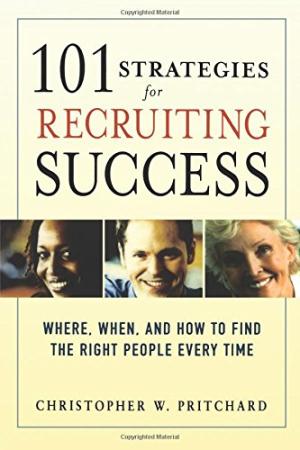 Copyrighted Material
101 STRATEGIES
for
RECRUITING
SUCCESS
WHERE, WHEN, AND HOW TO FIND
THE RIGHT PEOPLE EVERY TIME
CHRISTOPHER W. PRITCHARD
Copyrighted Material